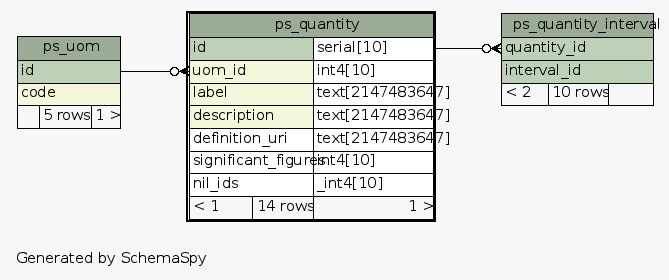 ps_uom
id
code
5 rows 1 >
ps_quantity
id serial[10]
uom_id int4[10]
label text[2147483647]
description text[2147483647]
definition_uri text[2147483647]
significant_figures int4[10]
nil_ids _int4[10]
< 1 14 rows 1 >
ps_quantity_interval
quantity_id
interval_id
< 2 10 rows
Generated by SchemaSpy